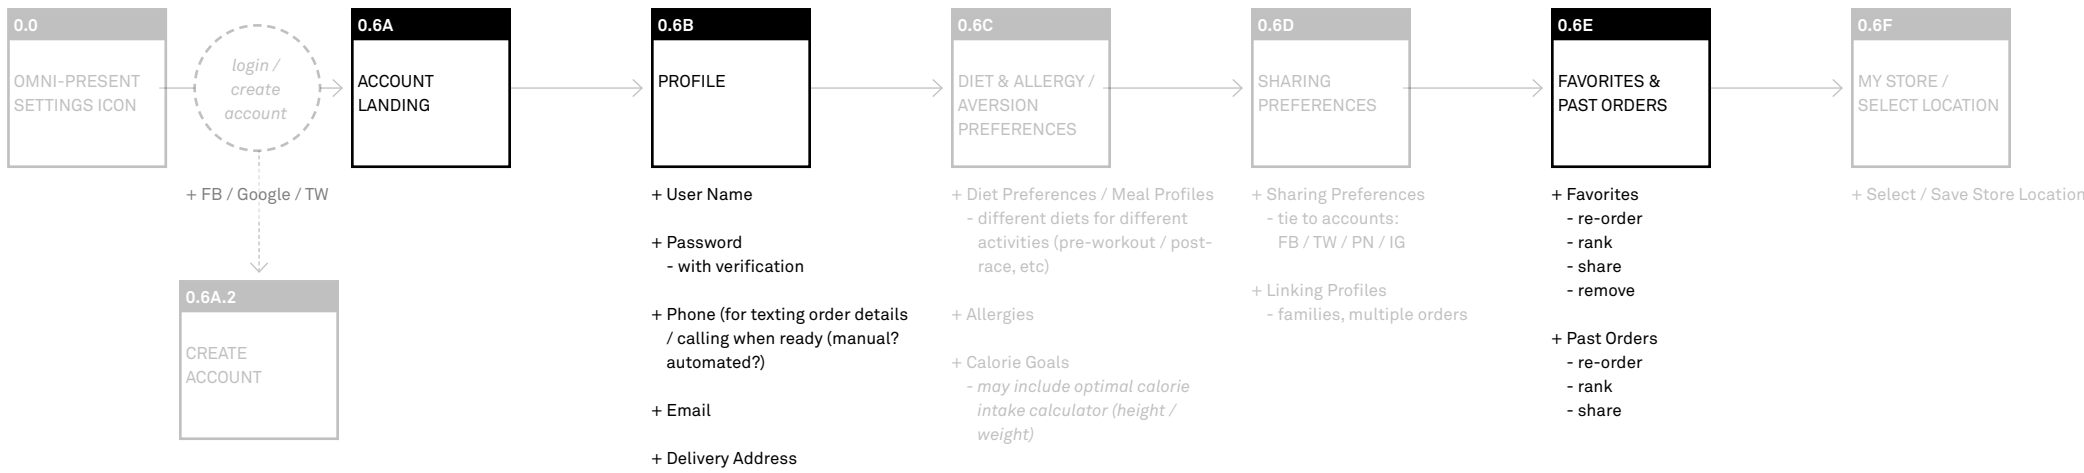 0.0
OMNI-PRESENT
SETTINGS ICON
login /
create
account
+ FB / Google / TW
0.6A.2
CREATE
ACCOUNT
0.6A
ACCOUNT
LANDING
0.6B
PROFILE
+ User Name
+ Password
- with verification
+ Phone (for texting order details
/ calling when ready (manual?
automated?)
+ Email
+ Delivery Address
0.6C
DIET & ALLERGY /
AVERSION
PREFERENCES
+ Diet Preferences / Meal Profiles
- different diets for different
activities (pre-workout / post-
race, etc)
+ Allergies
+ Calorie Goals
- may include optimal calorie
intake calculator (height /
weight)
0.6D
SHARING
PREFERENCES
+ Sharing Preferences
- tie to accounts:
FB / TW / PN / IG
+ Linking Profiles
- families, multiple orders
0.6E
FAVORITES &
PAST ORDERS
+ Favorites
- re-order
- rank
- share
- remove
+ Past Orders
- re-order
- rank
- share
0.6F
MY STORE /
SELECT LOCATION
+ Select / Save Store Location